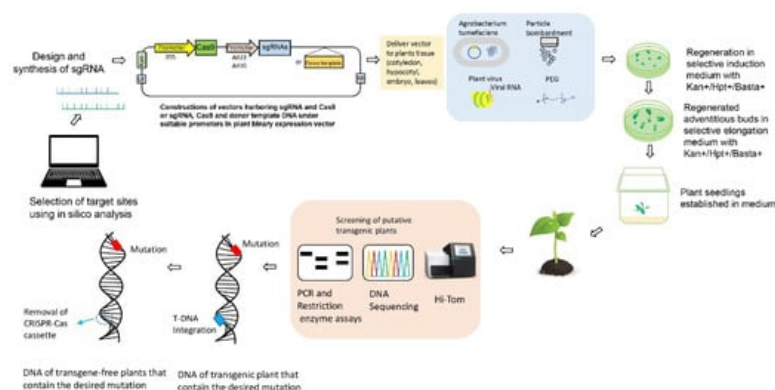 Design and
synthesis of sgRNA
Promoter
Cas9
Promoter
sgRNAs
35S
or
Donor template
Constructions of vectors harboring sgRNA and Cas9
or sgRNA, Cas9 and donor template DNA under
suitable promoters in plant binary expression vector
Deliver vector
to plants tissue
(cotyledon,
hypocotyl,
embryo, leaves)
Agrobacterium
tumefaciens
Particle
bombardment
Plant virus
Viral RNA
PEG
Regeneration in
selective induction
medium with
Kan+/Hpt+/Basta+
Regenerated
adventitious buds in
selective elongation
medium with
Kan+/Hpt+/Basta+
Plant seedlings
established in medium
Selection of target sites
using in silico analysis
Screening of putative
transgenic plants
PCR and
Restriction
enzyme assays
DNA
Sequencing
Hi-Tom
Mutation
T-DNA
Integration
Mutation
Removal of
CRISPR-Cas
cassette
DNA of transgene-free plants that
contain the desired mutation
DNA of transgenic plant that
contain the desired mutation